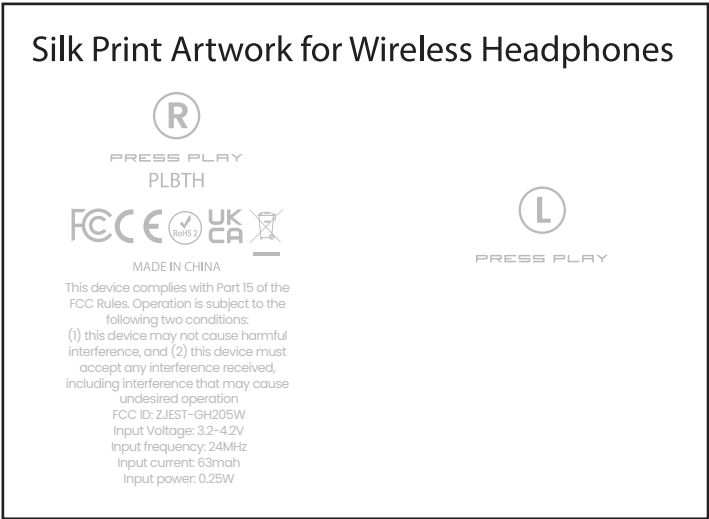 Silk Print Artwork for Wireless Headphones
R
PRESS PLAY
PLBTH
FC CE RoHS 2 UK CA
MADE IN CHINA
This device complies with Part 15 of the
FCC Rules. Operation is subject to the
following two conditions:
(1) this device may not cause harmful
interference, and (2) this device must
accept any interference received,
including interference that may cause
undesired operation
FCC ID: ZJEST-GH205W
Input Voltage: 3.2-4.2V
Input frequency: 24MHz
Input current: 63mah
Input power: 0.25W
L
PRESS PLAY